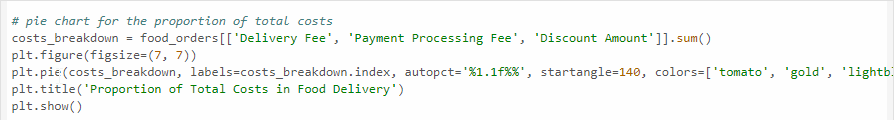 # pie chart for the proportion of total costs
costs_breakdown = food_orders[['Delivery Fee', 'Payment Processing Fee', 'Discount Amount']].sum()
plt.figure(figsize=(7, 7))
plt.pie(costs_breakdown, labels=costs_breakdown.index, autopct='%1.1f%%', startangle=140, colors=['tomato', 'gold', 'lightbl
plt.title('Proportion of Total Costs in Food Delivery')
plt.show()